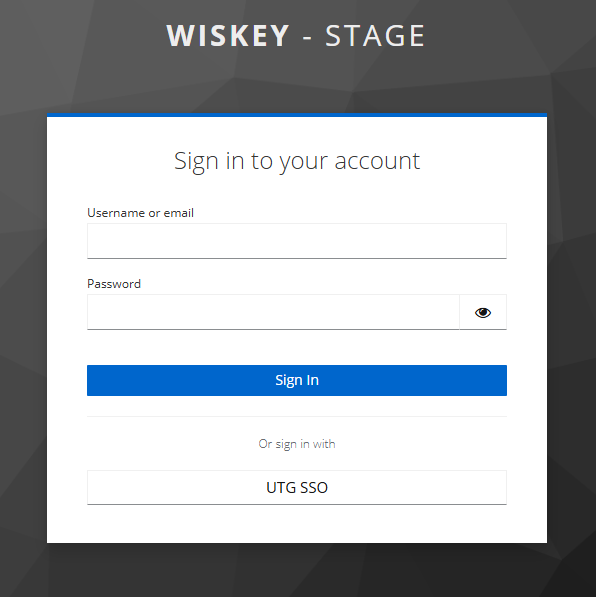 WISKEY - STAGE
Sign in to your account
Username or email
Password
Sign In
Or sign in with
UTG SSO